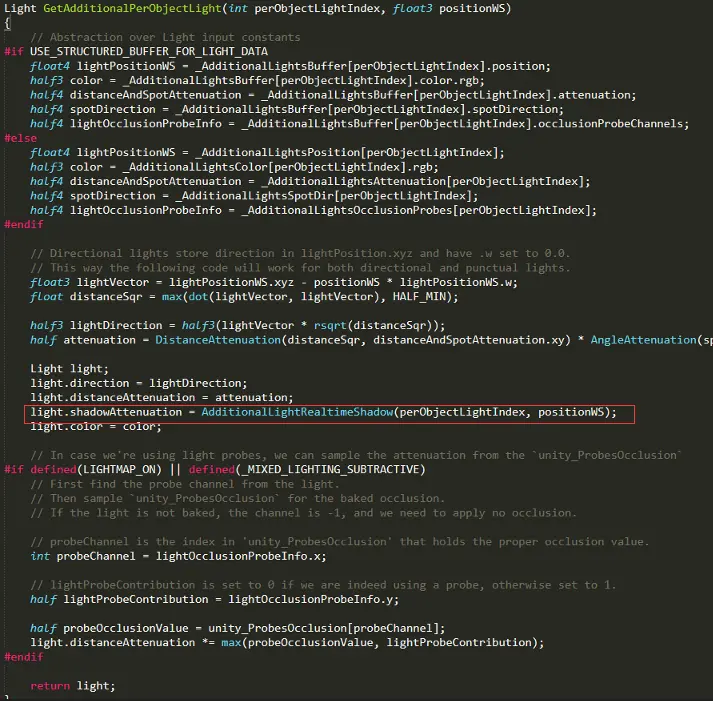 Light GetAdditionalPerObjectLight(int perObjectLightIndex, float3 positionWS)
{
    // Abstraction over Light input constants
#if USE_STRUCTURED_BUFFER_FOR_LIGHT_DATA
    float4 lightPositionWS = _AdditionalLightsBuffer[perObjectLightIndex].position;
    half3 color = _AdditionalLightsBuffer[perObjectLightIndex].color.rgb;
    half4 distanceAndSpotAttenuation = _AdditionalLightsBuffer[perObjectLightIndex].attenuation;
    half4 spotDirection = _AdditionalLightsBuffer[perObjectLightIndex].spotDirection;
    half4 lightOcclusionProbeInfo = _AdditionalLightsBuffer[perObjectLightIndex].occlusionProbeChannels;
#else
    float4 lightPositionWS = _AdditionalLightsPosition[perObjectLightIndex];
    half3 color = _AdditionalLightsColor[perObjectLightIndex].rgb;
    half4 distanceAndSpotAttenuation = _AdditionalLightsAttenuation[perObjectLightIndex];
    half4 spotDirection = _AdditionalLightsSpotDir[perObjectLightIndex];
    half4 lightOcclusionProbeInfo = _AdditionalLightsOcclusionProbes[perObjectLightIndex];
#endif

    // Directional lights store direction in lightPosition.xyz and have .w set to 0.0.
    // This way the following code will work for both directional and punctual lights.
    float3 lightVector = lightPositionWS.xyz - positionWS * lightPositionWS.w;
    float distanceSqr = max(dot(lightVector, lightVector), HALF_MIN);

    half3 lightDirection = half3(lightVector * rsqrt(distanceSqr));
    half attenuation = DistanceAttenuation(distanceSqr, distanceAndSpotAttenuation.xy) * AngleAttenuation(sp

    Light light;
    light.direction = lightDirection;
    light.distanceAttenuation = attenuation;
    light.shadowAttenuation = AdditionalLightRealtimeShadow(perObjectLightIndex, positionWS);
    light.color = color;

    // In case we're using light probes, we can sample the attenuation from the `unity_ProbesOcclusion`
#if defined(LIGHTMAP_ON) || defined(_MIXED_LIGHTING_SUBTRACTIVE)
    // First find the probe channel from the light.
    // Then sample `unity_ProbesOcclusion` for the baked occlusion.
    // If the light is not baked, the channel is -1, and we need to apply no occlusion.

    // probeChannel is the index in 'unity_ProbesOcclusion' that holds the proper occlusion value.
    int probeChannel = lightOcclusionProbeInfo.x;

    // lightProbeContribution is set to 0 if we are indeed using a probe, otherwise set to 1.
    half lightProbeContribution = lightOcclusionProbeInfo.y;

    half probeOcclusionValue = unity_ProbesOcclusion[probeChannel];
    light.distanceAttenuation *= max(probeOcclusionValue, lightProbeContribution);
#endif

    return light;